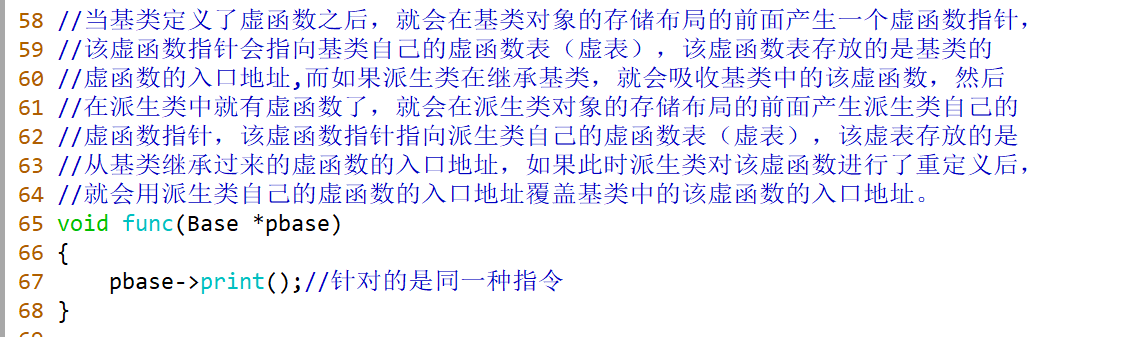 58 //当基类定义了虚函数之后，就会在基类对象的存储布局的前面产生一个虚函数指针，
59 //该虚函数指针会指向基类自己的虚函数表（虚表），该虚函数表存放的是基类的
60 //虚函数的入口地址,而如果派生类在继承基类，就会吸收基类中的该虚函数，然后
61 //在派生类中就有虚函数了，就会在派生类对象的存储布局的前面产生派生类自己的
62 //虚函数指针，该虚函数指针指向派生类自己的虚函数表（虚表），该虚表存放的是
63 //从基类继承过来的虚函数的入口地址，如果此时派生类对该虚函数进行了重定义后，
64 //就会用派生类自己的虚函数的入口地址覆盖基类中的该虚函数的入口地址。
65 void func(Base *pbase)
66 {
67     pbase->print();//针对的是同一种指令
68 }